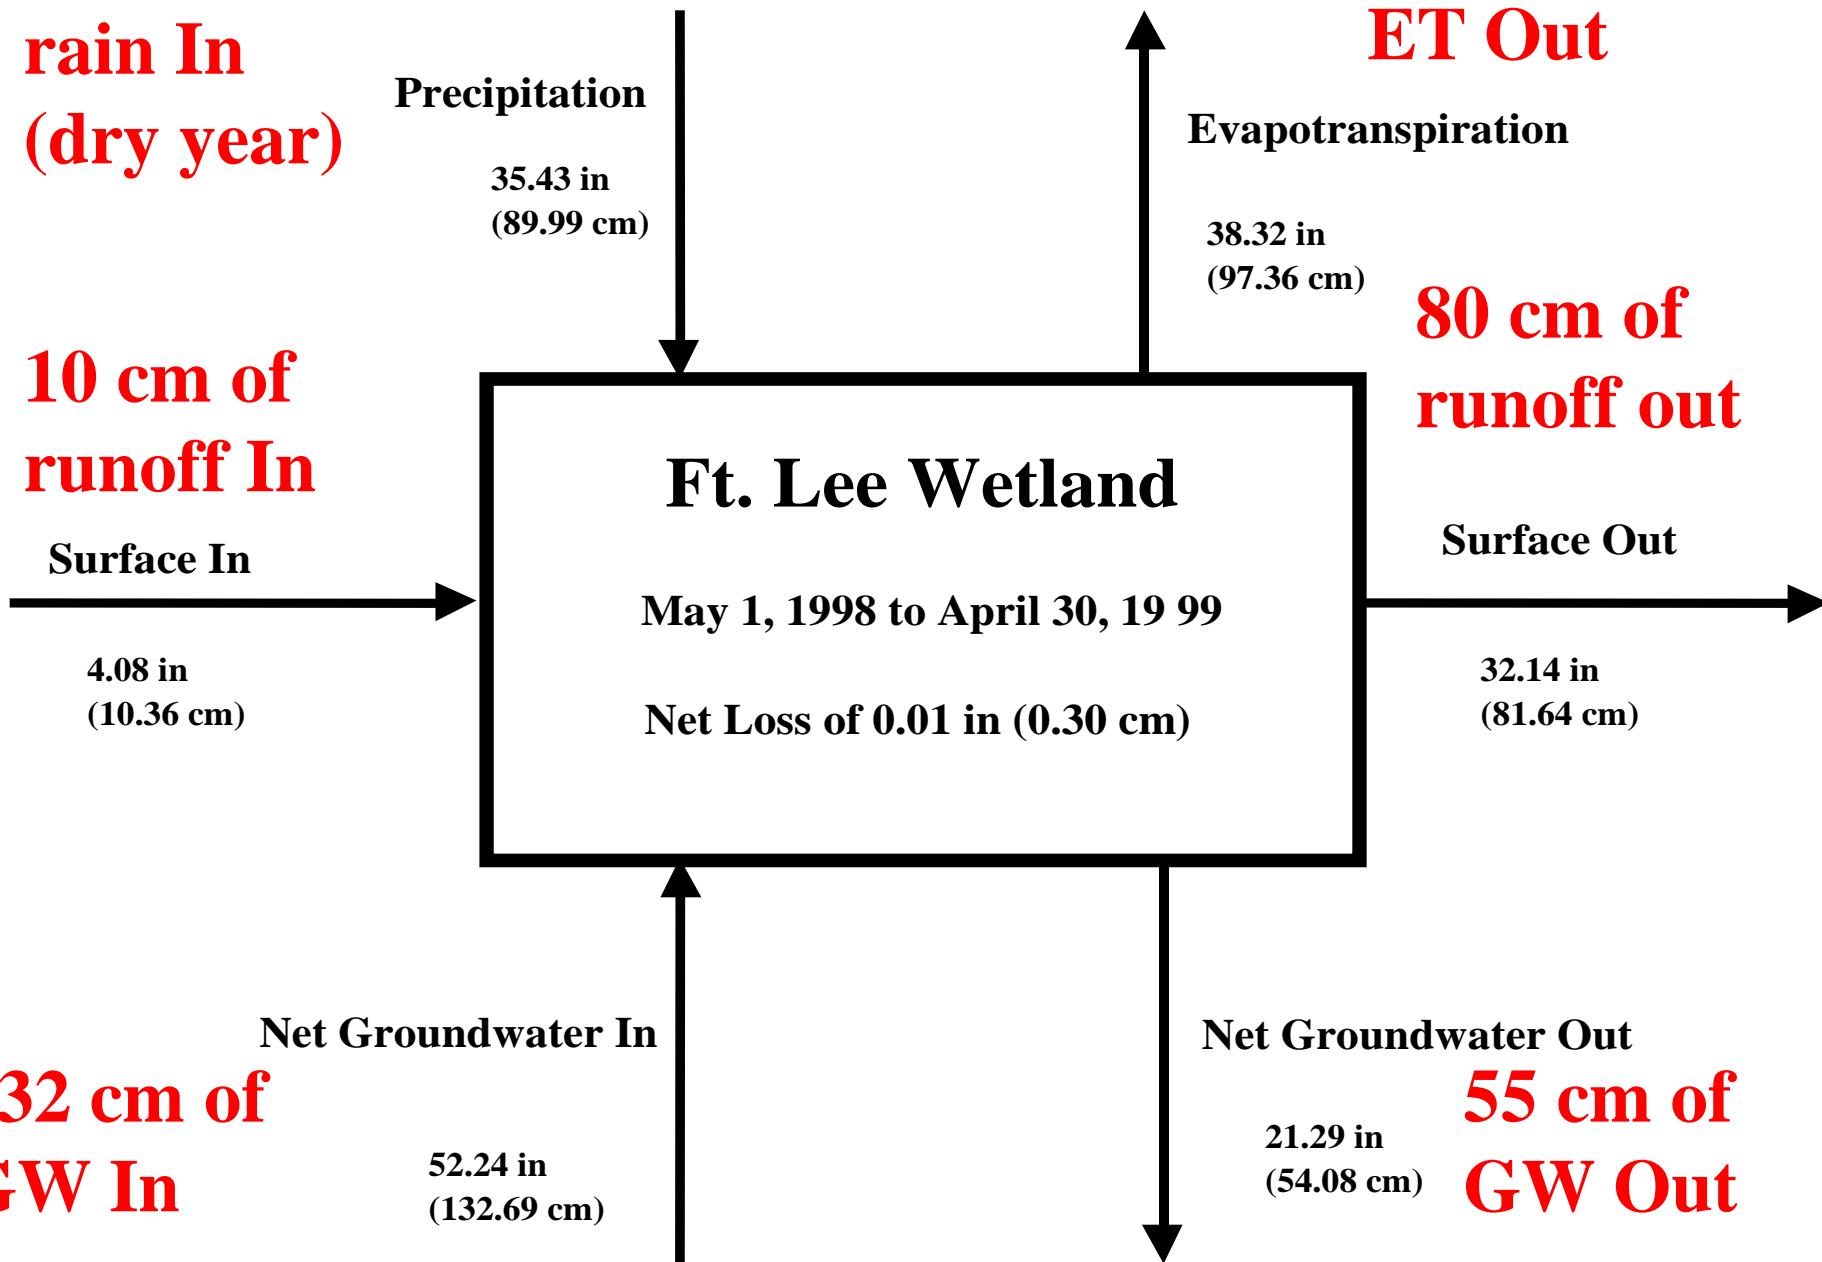 rain In
(dry year)
Precipitation
35.43 in
(89.99 cm)
ET Out
Evapotranspiration
38.32 in
(97.36 cm)
80 cm of
runoff out
10 cm of
runoff In
Surface In
4.08 in
(10.36 cm)
Ft. Lee Wetland
May 1, 1998 to April 30, 19 99
Net Loss of 0.01 in (0.30 cm)
Surface Out
32.14 in
(81.64 cm)
Net Groundwater In
32 cm of
GW In
52.24 in
(132.69 cm)
Net Groundwater Out
21.29 in
(54.08 cm)
55 cm of
GW Out